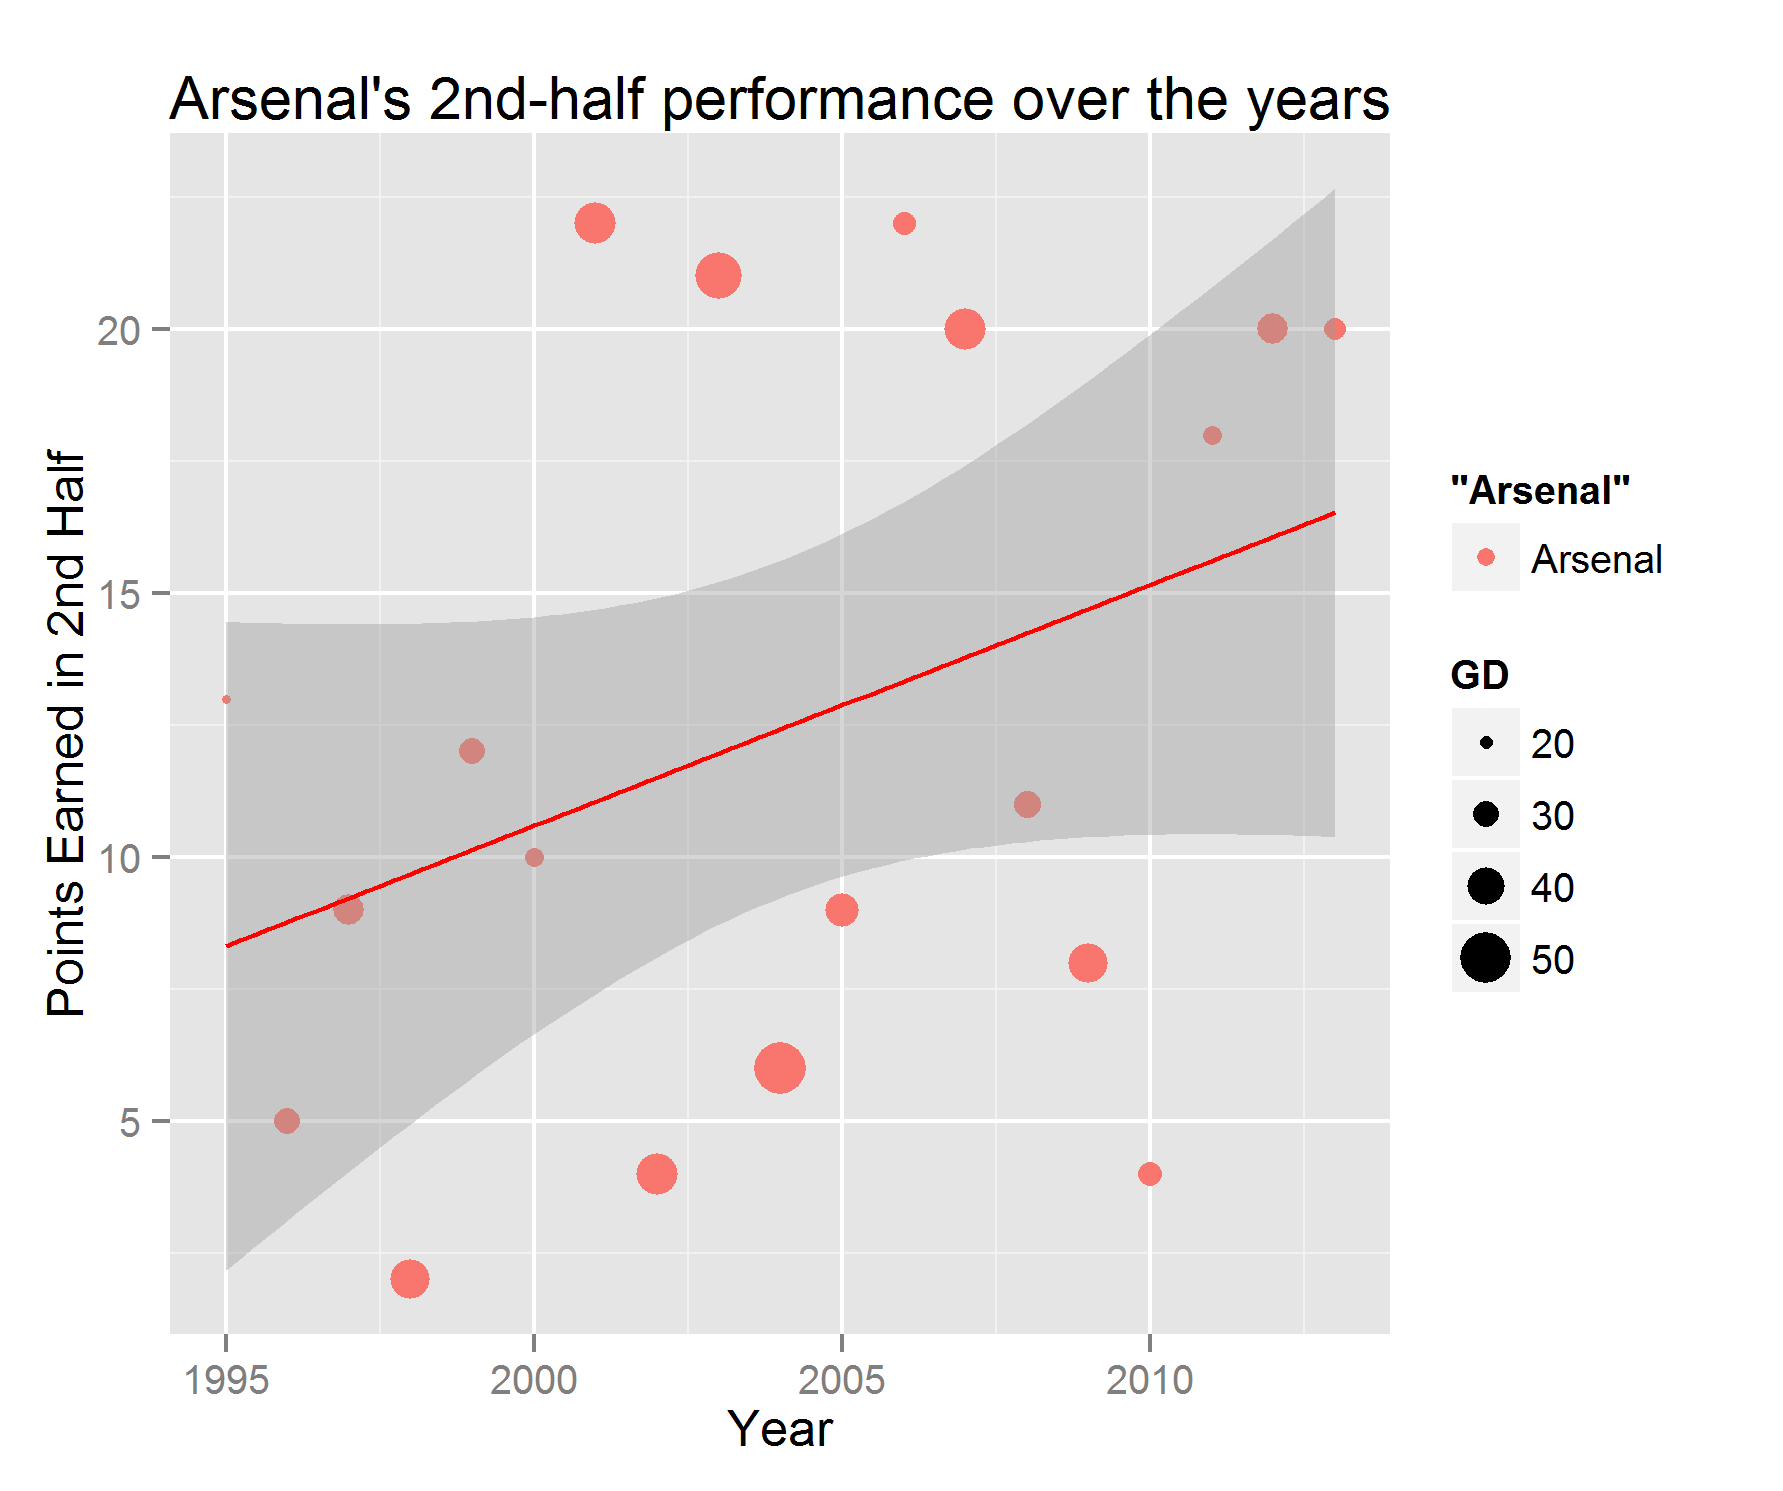 Arsenal's 2nd-half performance over the years
Points Earned in 2nd Half
20
15
10
5
1995
2000
2005
2010
Year
"Arsenal"
Arsenal
GD
20
30
40
50